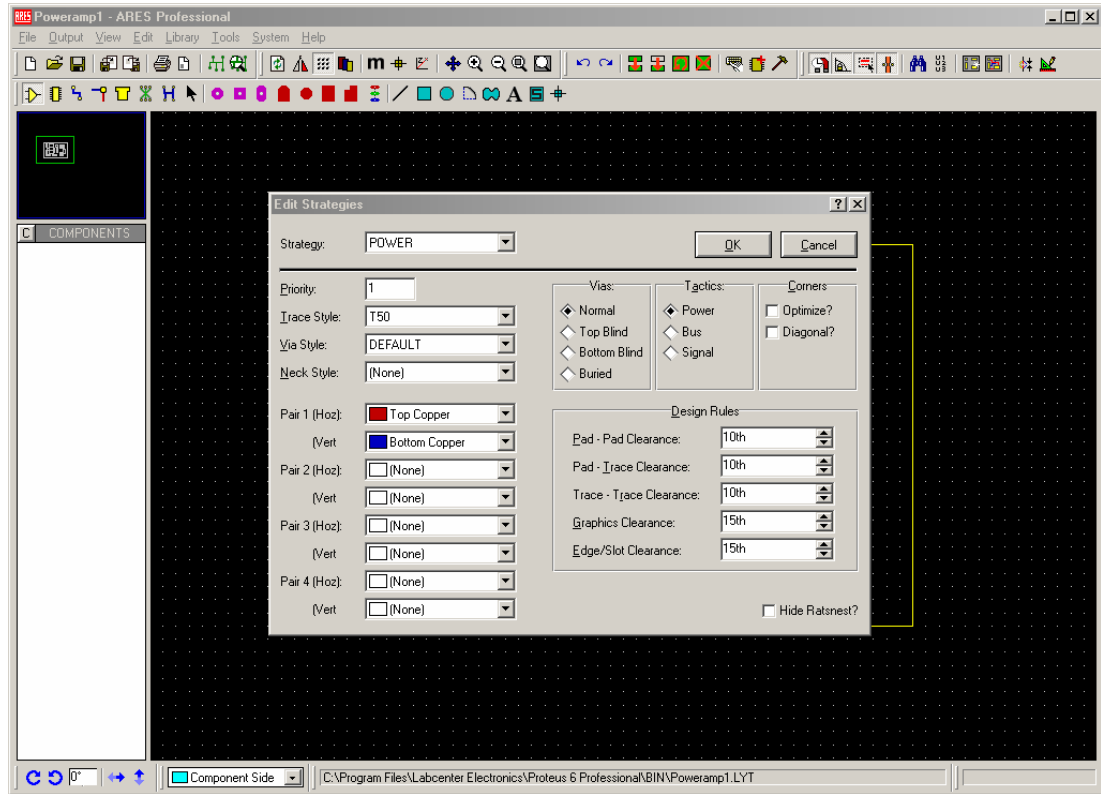 ARES Poweramp1 - ARES Professional
File Output View Edit Library Tools System Help
m
A
C COMPONENTS
Edit Strategies
Strategy: POWER OK Cancel
Priority: 1
Trace Style: T50
Via Style: DEFAULT
Neck Style: (None)
Pair 1 (Hoz): Top Copper
(Vert Bottom Copper
Pair 2 (Hoz): (None)
(Vert (None)
Pair 3 (Hoz): (None)
(Vert (None)
Pair 4 (Hoz): (None)
(Vert (None)
Vias:
Normal
Top Blind
Bottom Blind
Buried
Tactics:
Power
Bus
Signal
Corners
Optimize?
Diagonal?
Design Rules
Pad - Pad Clearance: 10th
Pad - Trace Clearance: 10th
Trace - Trace Clearance: 10th
Graphics Clearance: 15th
Edge/Slot Clearance: 15th
Hide Ratsnest?
0° Component Side C:\Program Files\Labcenter Electronics\Proteus 6 Professional\BIN\Poweramp1.LYT